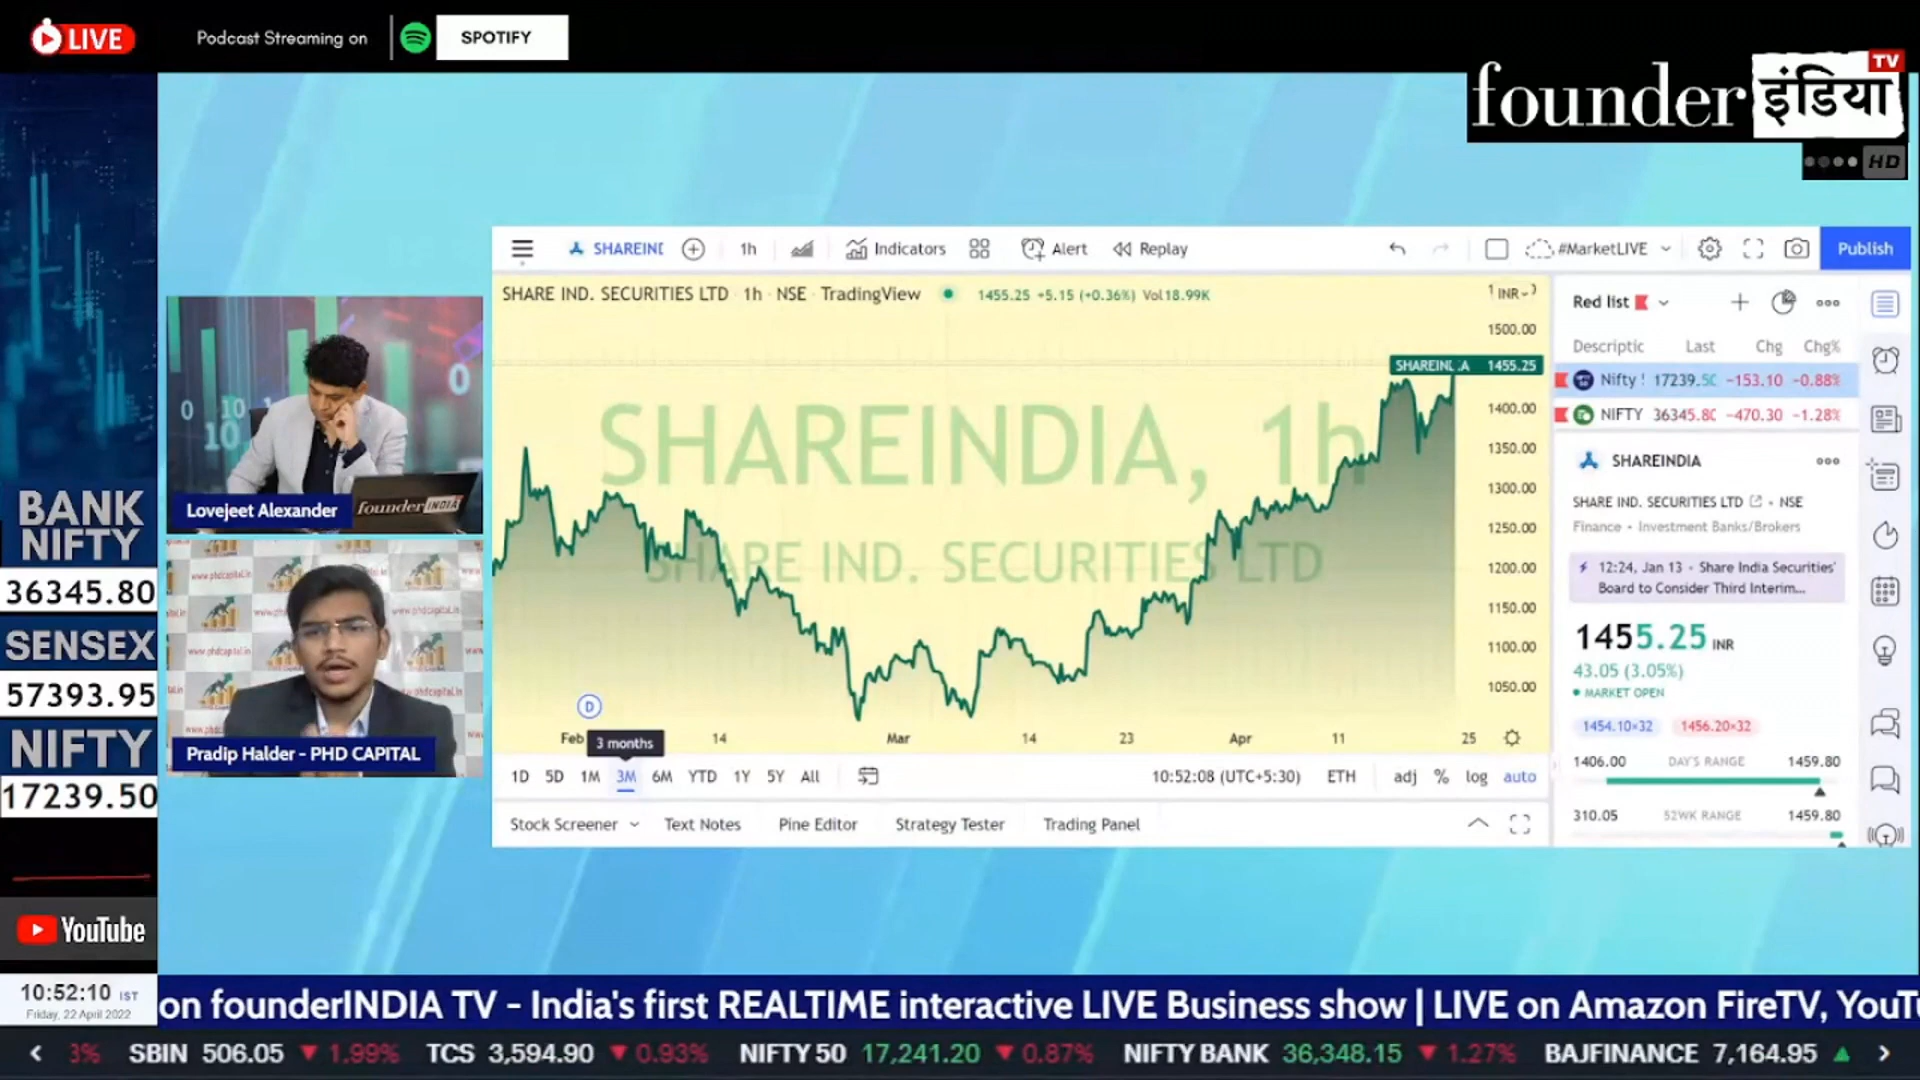 LIVE
Podcast Streaming on
SPOTIFY
founder इंडिया
TV
HD
BANK
NIFTY
36345.80
SENSEX
57393.95
NIFTY
17239.50
YouTube
10:52:10 IST
Friday, 22 April 2022
Lovejeet Alexander
founder INDIA
www.phdcapital.in
Pradip Halder - PHD CAPITAL
SHAREIND
1h
Indicators
Alert
Replay
#MarketLIVE
Publish
SHARE IND. SECURITIES LTD · 1h · NSE · TradingView
1455.25 +5.15 (+0.36%) Vol18.99K
INR
SHAREINDIA, 1h
SHARE IND. SECURITIES LTD
1500.00
1455.25
1400.00
1350.00
1300.00
1250.00
1200.00
1150.00
1100.00
1050.00
D
Feb
14
Mar
14
23
Apr
11
25
3 months
1D 5D 1M 3M 6M YTD 1Y 5Y All
10:52:08 (UTC+5:30) ETH adj % log auto
Stock Screener Text Notes Pine Editor Strategy Tester Trading Panel
Red list
Descriptic Last Chg Chg%
Nifty 17239.50 −153.10 −0.88%
NIFTY 36345.80 −470.30 −1.28%
SHAREINDIA
SHARE IND. SECURITIES LTD • NSE
Finance • Investment Banks/Brokers
12:24, Jan 13 • Share India Securities'
Board to Consider Third Interim...
1455.25 INR
43.05 (3.05%)
MARKET OPEN
1454.10×32 1456.20×32
1406.00 DAY'S RANGE 1459.80
310.05 52WK RANGE 1459.80
on founderINDIA TV - India's first REALTIME interactive LIVE Business show | LIVE on Amazon FireTV, YouTu
3% SBIN 506.05 ▼ 1.99% TCS 3,594.90 ▼ 0.93% NIFTY 50 17,241.20 ▼ 0.87% NIFTY BANK 36,348.15 ▼ 1.27% BAJFINANCE 7,164.95 ▲